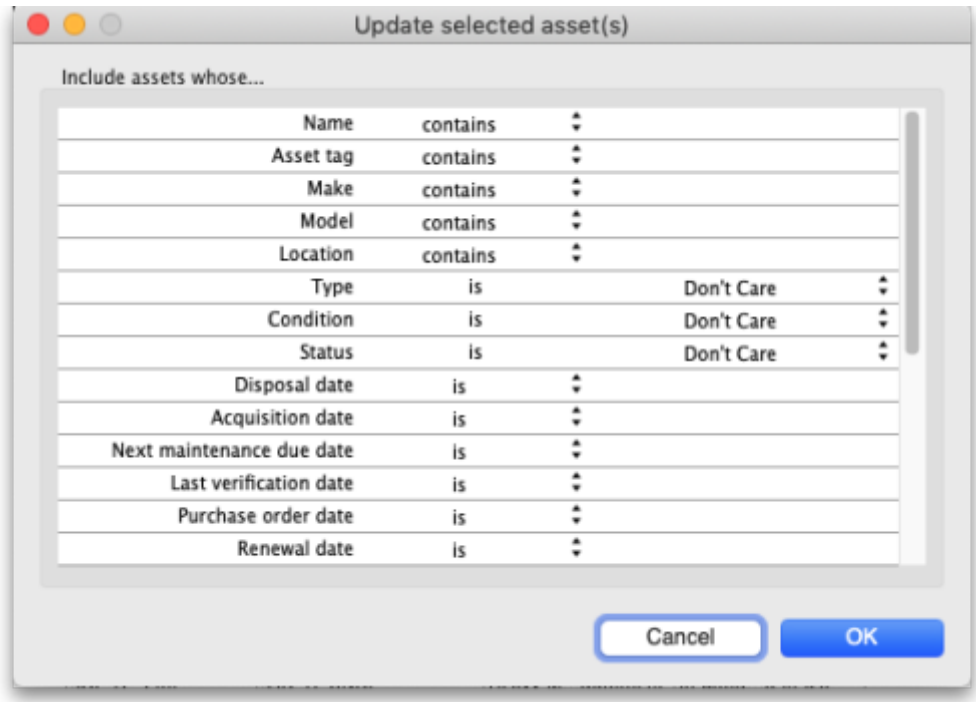 Update selected asset(s)
Include assets whose...
Name contains
Asset tag contains
Make contains
Model contains
Location contains
Type is Don't Care
Condition is Don't Care
Status is Don't Care
Disposal date is
Acquisition date is
Next maintenance due date is
Last verification date is
Purchase order date is
Renewal date is
Cancel OK